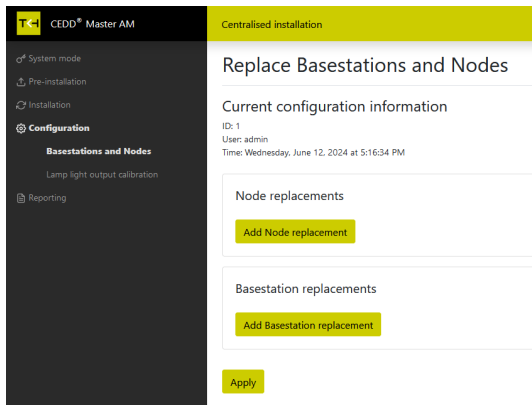 TKH CEDD® Master AM
Centralised installation
System mode
Pre-installation
Installation
Configuration
Basestations and Nodes
Lamp light output calibration
Reporting
Replace Basestations and Nodes
Current configuration information
ID: 1
User: admin
Time: Wednesday, June 12, 2024 at 5:16:34 PM
Node replacements
Add Node replacement
Basestation replacements
Add Basestation replacement
Apply